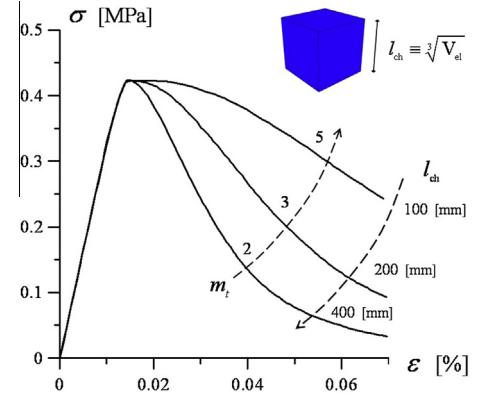 σ [MPa]
0.5
0.4
0.3
0.2
0.1
0
0
0.02
0.04
0.06
ε [%]
l_ch ≡ ∛V_el
5
3
2
m_t
l_ch
100 [mm]
200 [mm]
400 [mm]